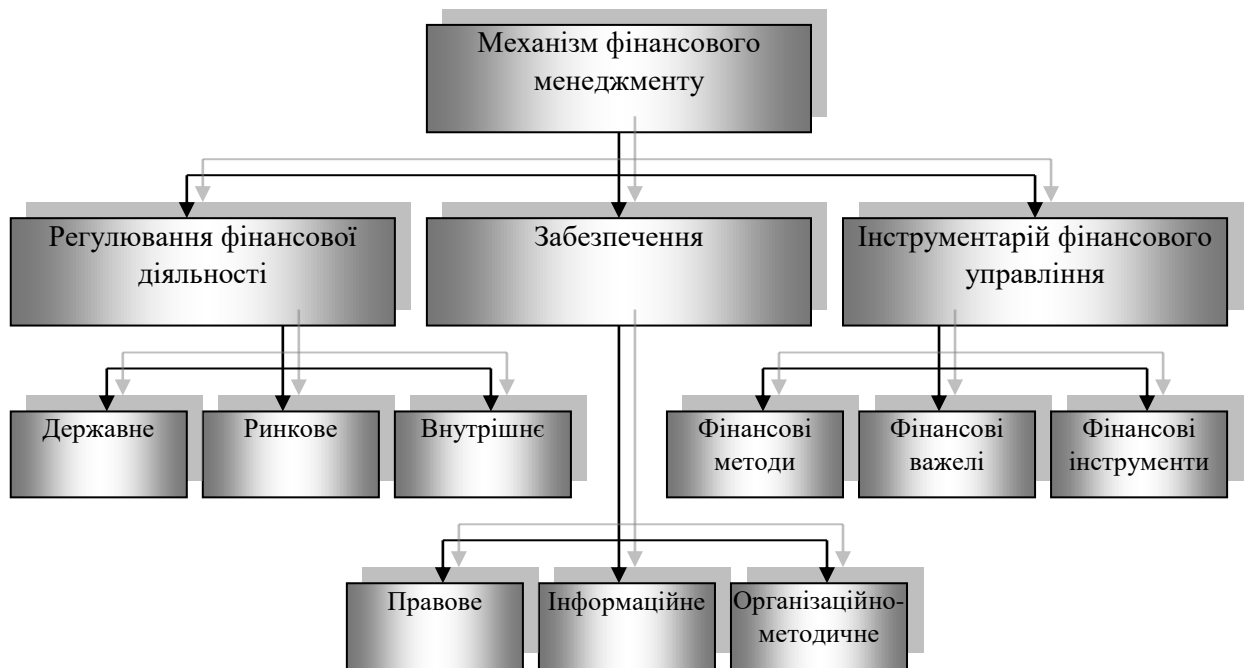 Механізм фінансового
менеджменту
Регулювання фінансової
діяльності
Забезпечення
Інструментарій фінансового
управління
Державне
Ринкове
Внутрішнє
Фінансові
методи
Фінансові
важелі
Фінансові
інструменти
Правове
Інформаційне
Організаційно-
методичне